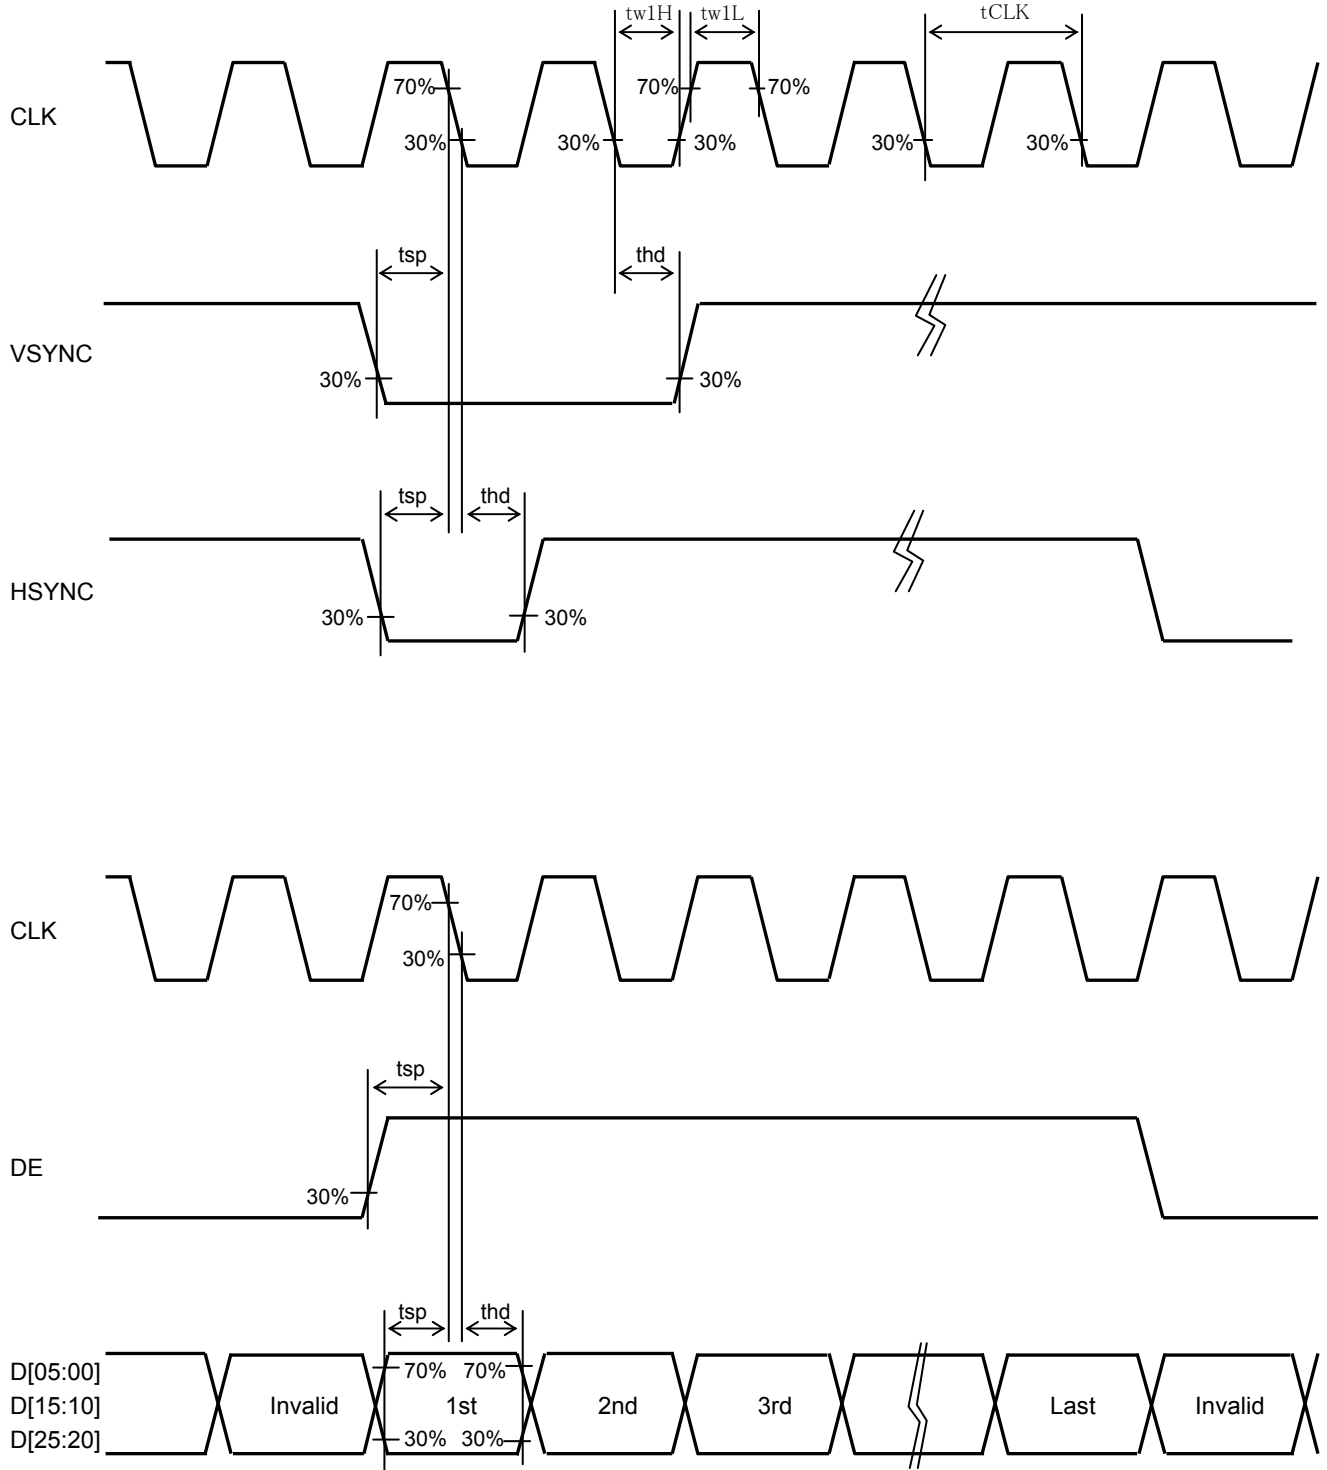 tw1H tw1L tCLK
70% 70% 70%
CLK
30% 30% 30% 30% 30%
tsp thd
VSYNC
30% 30%
tsp thd
HSYNC
30% 30%
70%
CLK
30%
tsp
DE
30%
tsp thd
D[05:00] 70% 70%
D[15:10] Invalid 1st 2nd 3rd Last Invalid
D[25:20] 30% 30%